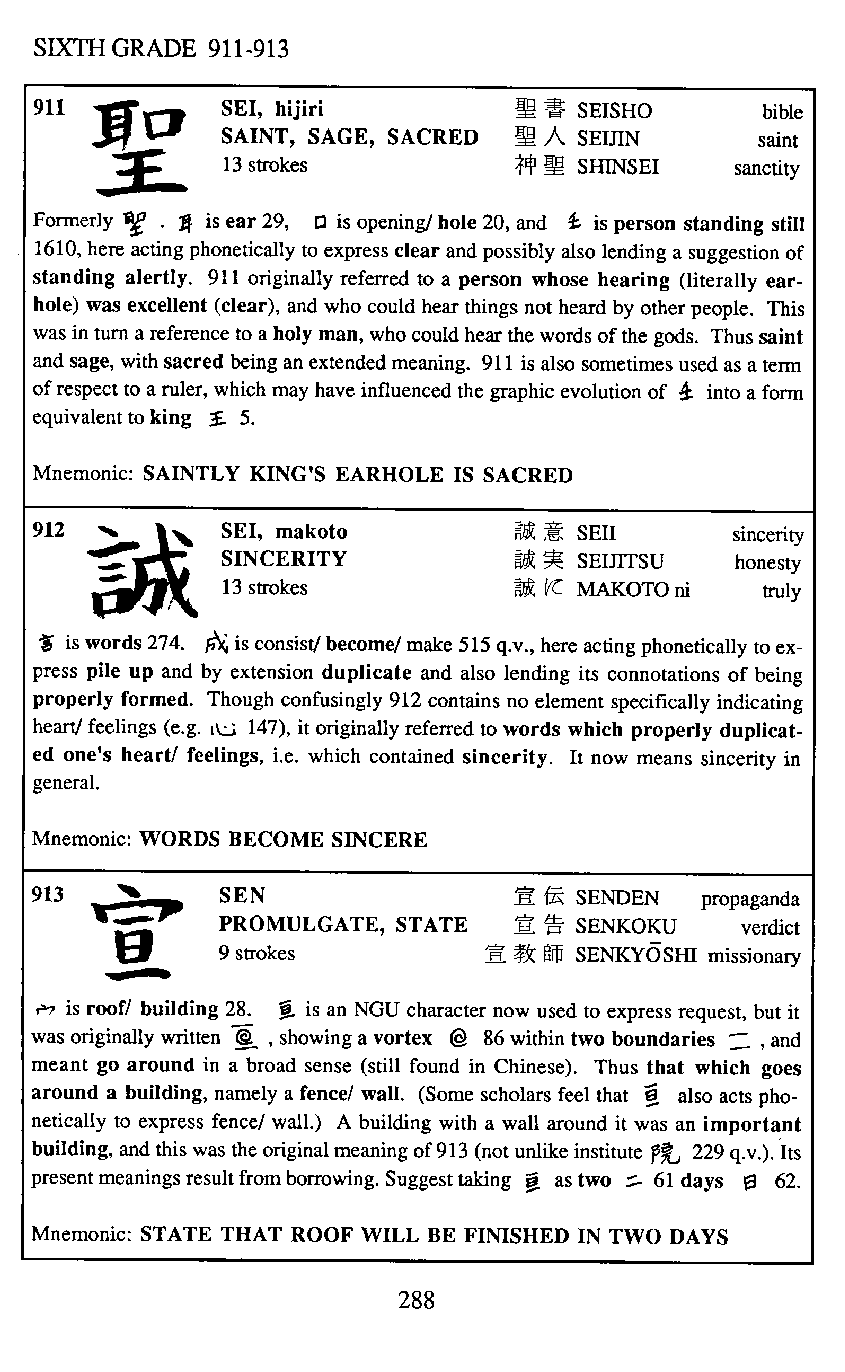 SIXTH GRADE 911-913
911 聖 SEI, hijiri 聖書 SEISHO bible
SAINT, SAGE, SACRED 聖人 SEIJIN saint
13 strokes 神聖 SHINSEI sanctity
Formerly . 耳 is ear 29, 口 is opening/ hole 20, and 𡈼 is person standing still
1610, here acting phonetically to express clear and possibly also lending a suggestion of
standing alertly. 911 originally referred to a person whose hearing (literally ear-
hole) was excellent (clear), and who could hear things not heard by other people. This
was in turn a reference to a holy man, who could hear the words of the gods. Thus saint
and sage, with sacred being an extended meaning. 911 is also sometimes used as a term
of respect to a ruler, which may have influenced the graphic evolution of 𡈼 into a form
equivalent to king 王 5.
Mnemonic: SAINTLY KING'S EARHOLE IS SACRED
912 誠 SEI, makoto 誠意 SEII sincerity
SINCERITY 誠実 SEIJITSU honesty
13 strokes 誠に MAKOTO ni truly
言 is words 274. 成 is consist/ become/ make 515 q.v., here acting phonetically to ex-
press pile up and by extension duplicate and also lending its connotations of being
properly formed. Though confusingly 912 contains no element specifically indicating
heart/ feelings (e.g. 心 147), it originally referred to words which properly duplicat-
ed one's heart/ feelings, i.e. which contained sincerity. It now means sincerity in
general.
Mnemonic: WORDS BECOME SINCERE
913 宣 SEN 宣伝 SENDEN propaganda
PROMULGATE, STATE 宣告 SENKOKU verdict
9 strokes 宣教師 SENKYŌSHI missionary
宀 is roof/ building 28. 亘 is an NGU character now used to express request, but it
was originally written , showing a vortex @ 86 within two boundaries 二 , and
meant go around in a broad sense (still found in Chinese). Thus that which goes
around a building, namely a fence/ wall. (Some scholars feel that 亘 also acts pho-
netically to express fence/ wall.) A building with a wall around it was an important
building, and this was the original meaning of 913 (not unlike institute 院 229 q.v.). Its
present meanings result from borrowing. Suggest taking 亘 as two 二 61 days 日 62.
Mnemonic: STATE THAT ROOF WILL BE FINISHED IN TWO DAYS
288